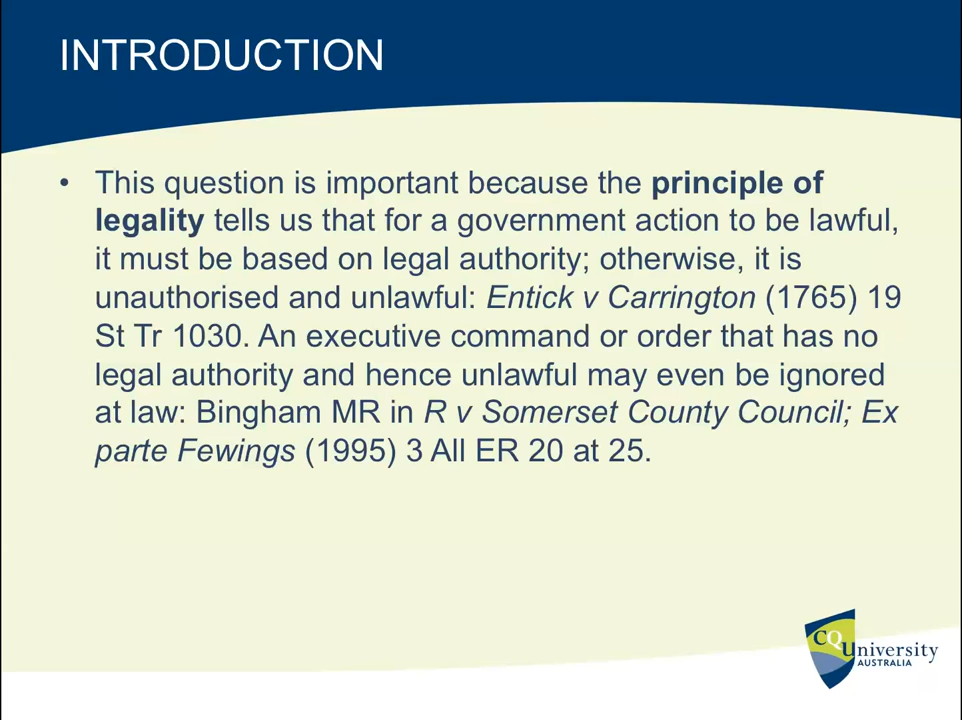 INTRODUCTION
• This question is important because the principle of
legality tells us that for a government action to be lawful,
it must be based on legal authority; otherwise, it is
unauthorised and unlawful: Entick v Carrington (1765) 19
St Tr 1030. An executive command or order that has no
legal authority and hence unlawful may even be ignored
at law: Bingham MR in R v Somerset County Council; Ex
parte Fewings (1995) 3 All ER 20 at 25.
CQUniversity
AUSTRALIA